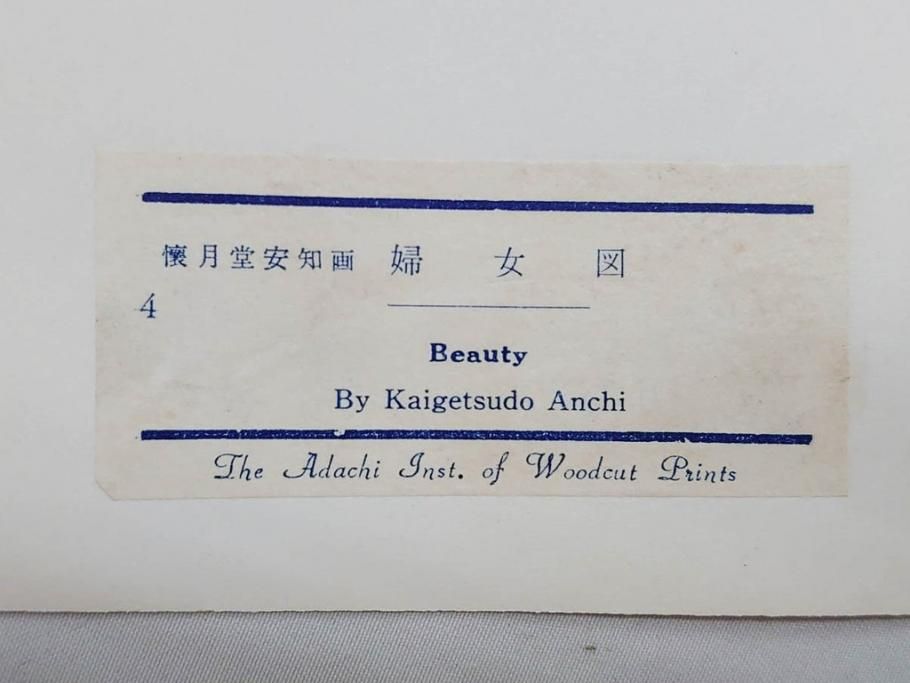 懷月堂安知画 婦女図
4
Beauty
By Kaigetsudo Anchi
The Adachi Inst. of Woodcut Prints